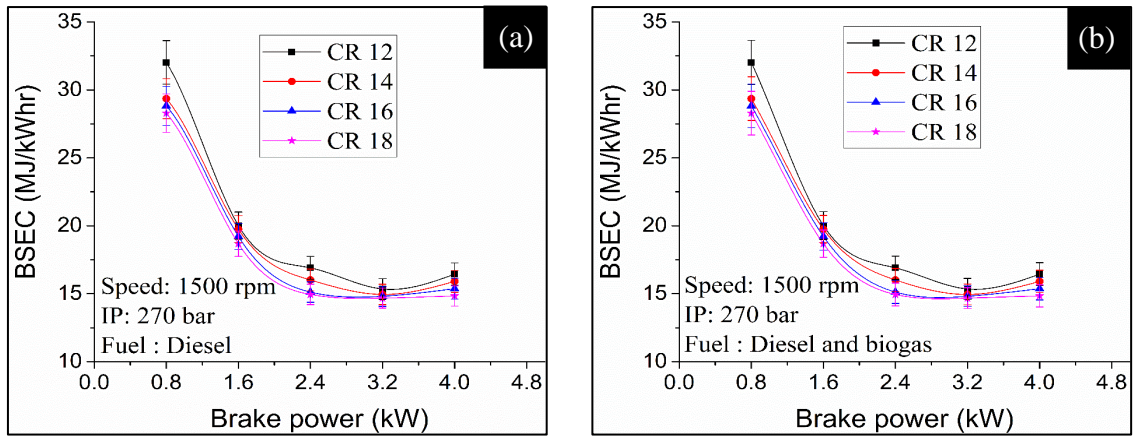 (a)
CR 12
CR 14
CR 16
CR 18
35
30
25
20
15
10
BSEC (MJ/kWhr)
Speed: 1500 rpm
IP: 270 bar
Fuel : Diesel
0.0 0.8 1.6 2.4 3.2 4.0 4.8
Brake power (kW)
(b)
CR 12
CR 14
CR 16
CR 18
35
30
25
20
15
10
BSEC (MJ/kWhr)
Speed: 1500 rpm
IP: 270 bar
Fuel : Diesel and biogas
0.0 0.8 1.6 2.4 3.2 4.0 4.8
Brake power (kW)